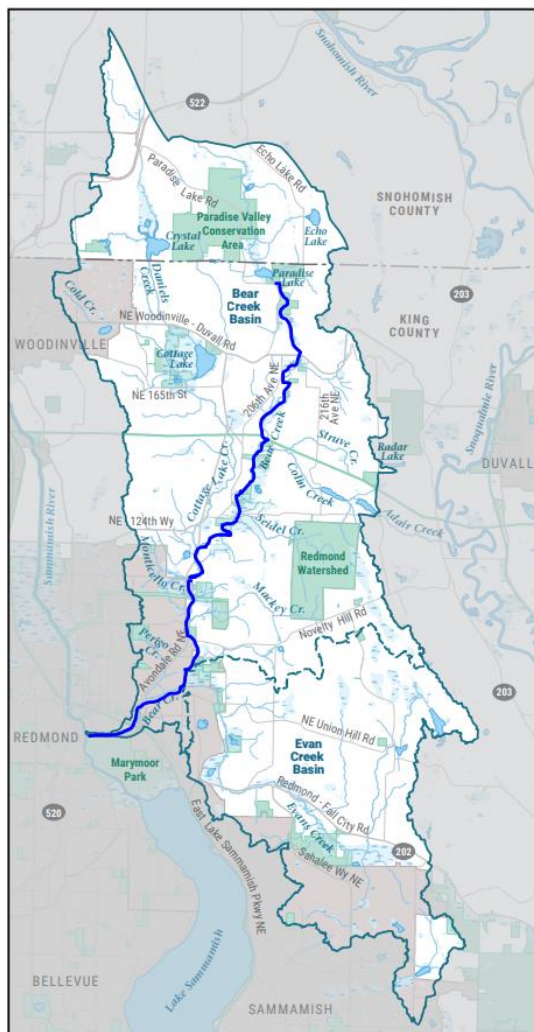 Snohomish River
522
Echo Lake Rd
Paradise Lake Rd
SNOHOMISH COUNTY
Paradise Valley Conservation Area
Crystal Lake
Echo Lake
Daniels Creek
Paradise Lake
Bear Creek Basin
203
Cold Cr.
KING COUNTY
NE Woodinville - Duvall Rd
WOODINVILLE
Cottage Lake
206th Ave NE
216th Ave NE
NE 165th St
Snoqualmie River
Bear Creek
Struve Cr.
Radar Lake
DUVALL
Cottage Lake Cr.
Colin Creek
Sammamish River
Adair Creek
NE 124th Wy
Seidel Cr.
Monticello Cr.
Redmond Watershed
Mackey Cr.
Novelty Hill Rd
Perigo Cr.
Avondale Rd NE
203
Bear Cr.
NE Union Hill Rd
REDMOND
Evan Creek Basin
Marymoor Park
Redmond - Fall City Rd
520
Evans Creek
East Lake Sammamish Pkwy NE
202
Sahalee Wy NE
BELLEVUE
Lake Sammamish
SAMMAMISH